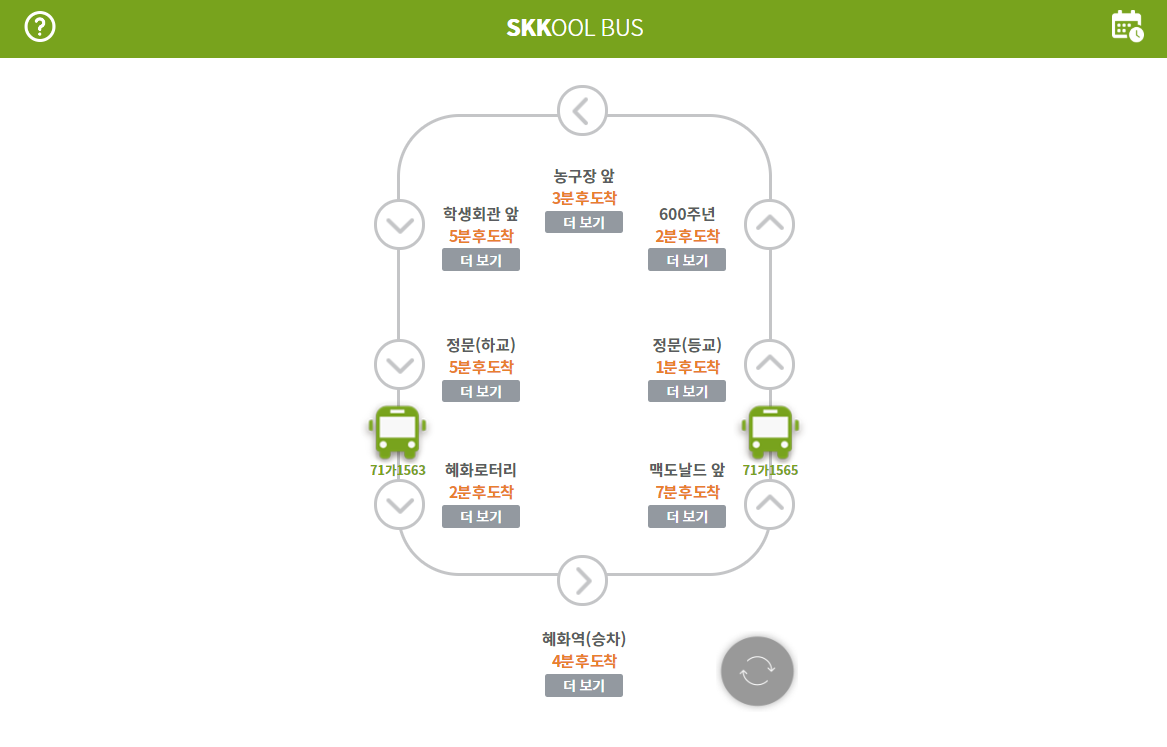 SKKOOL BUS
농구장 앞
3분후도착
더 보기
학생회관 앞
5분후도착
더 보기
600주년
2분후도착
더 보기
정문(하교)
5분후도착
더 보기
정문(등교)
1분후도착
더 보기
71가1563
혜화로터리
2분후도착
더 보기
맥도날드 앞
7분후도착
더 보기
71가1565
혜화역(승차)
4분후도착
더 보기